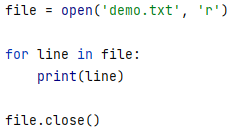 file = open('demo.txt', 'r')

for line in file:
    print(line)

file.close()